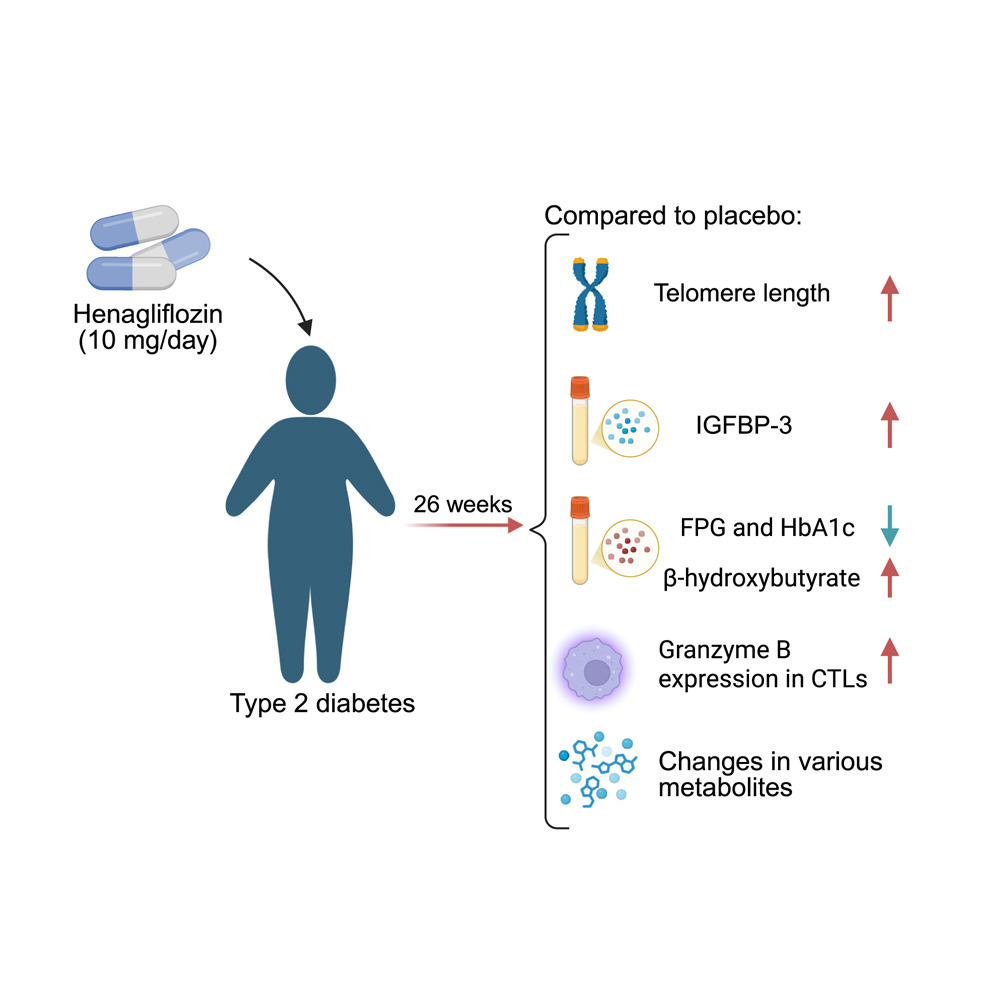 Compared to placebo:
Henagliflozin
(10 mg/day)
Telomere length
IGFBP-3
26 weeks
FPG and HbA1c
β-hydroxybutyrate
Granzyme B
expression in CTLs
Type 2 diabetes
Changes in various
metabolites